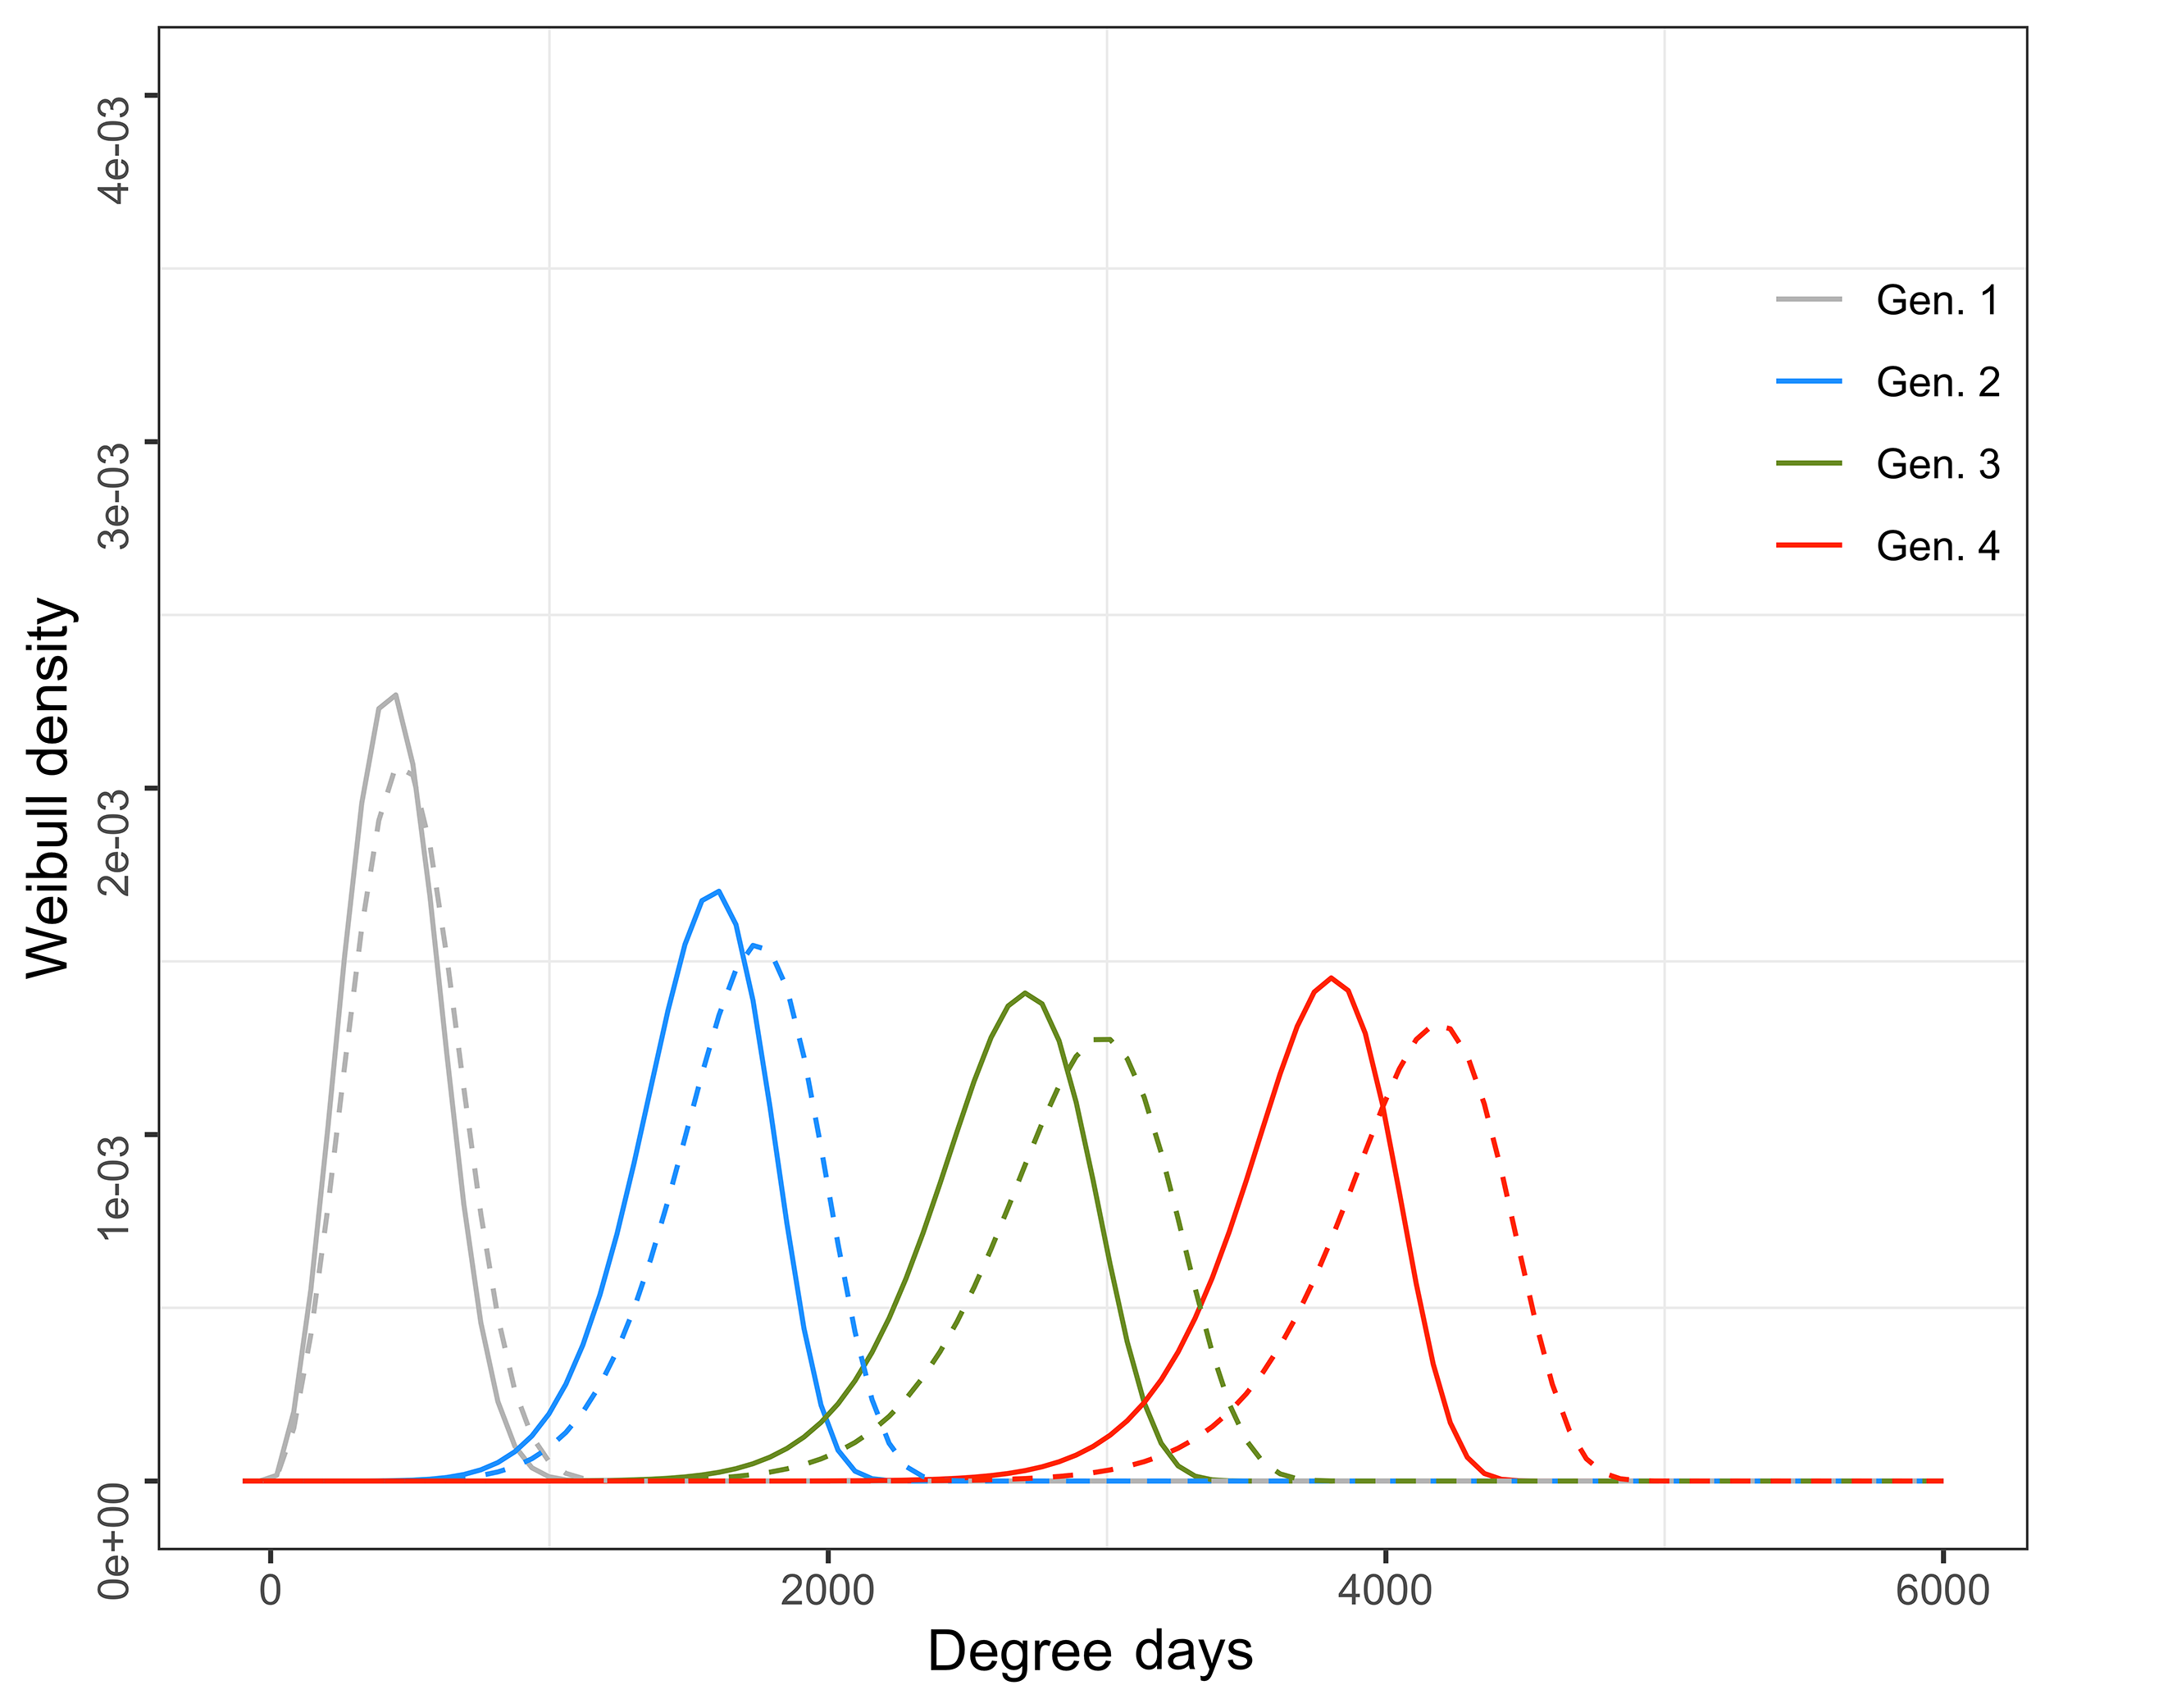 Weibull density
4e-03
3e-03
2e-03
1e-03
0e+00
Gen. 1
Gen. 2
Gen. 3
Gen. 4
0 2000 4000 6000
Degree days